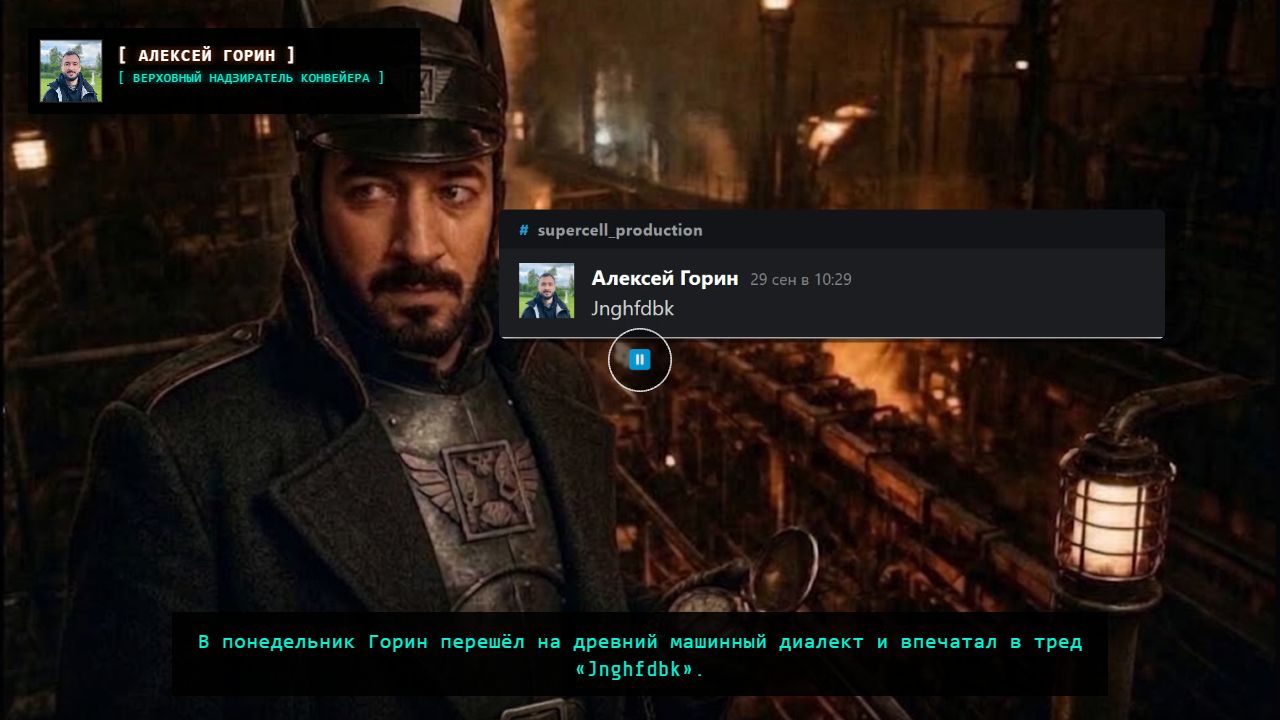 [ АЛЕКСЕЙ ГОРИН ]
[ ВЕРХОВНЫЙ НАДЗИРАТЕЛЬ КОНВЕЙЕРА ]
# supercell_production
Алексей Горин 29 сен в 10:29
Jnghfdbk
В понедельник Горин перешёл на древний машинный диалект и впечатал в тред
«Jnghfdbk».